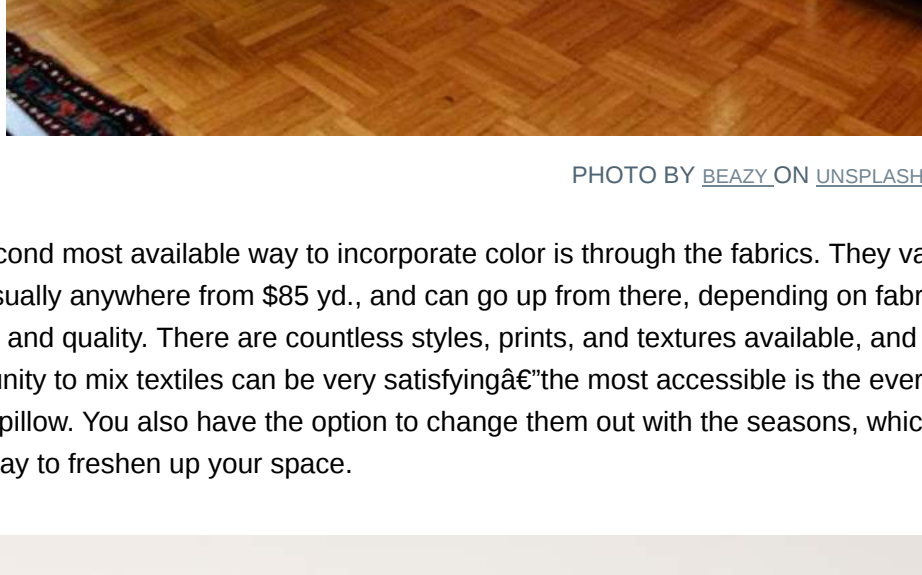 PHOTO BY BEAZY ON UNSPLASH
cond most available way to incorporate color is through the fabrics. They va
sually anywhere from $85 yd., and can go up from there, depending on fabr
and quality. There are countless styles, prints, and textures available, and
unity to mix textiles can be very satisfyingâ€”the most accessible is the ever
pillow. You also have the option to change them out with the seasons, whic
ay to freshen up your space.